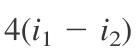 4(i₁ − i₂)